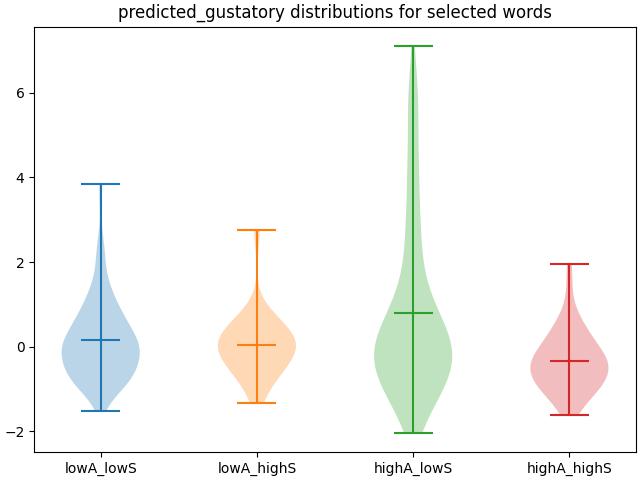 predicted_gustatory distributions for selected words
6
4
2
0
−2
lowA_lowS lowA_highS highA_lowS highA_highS